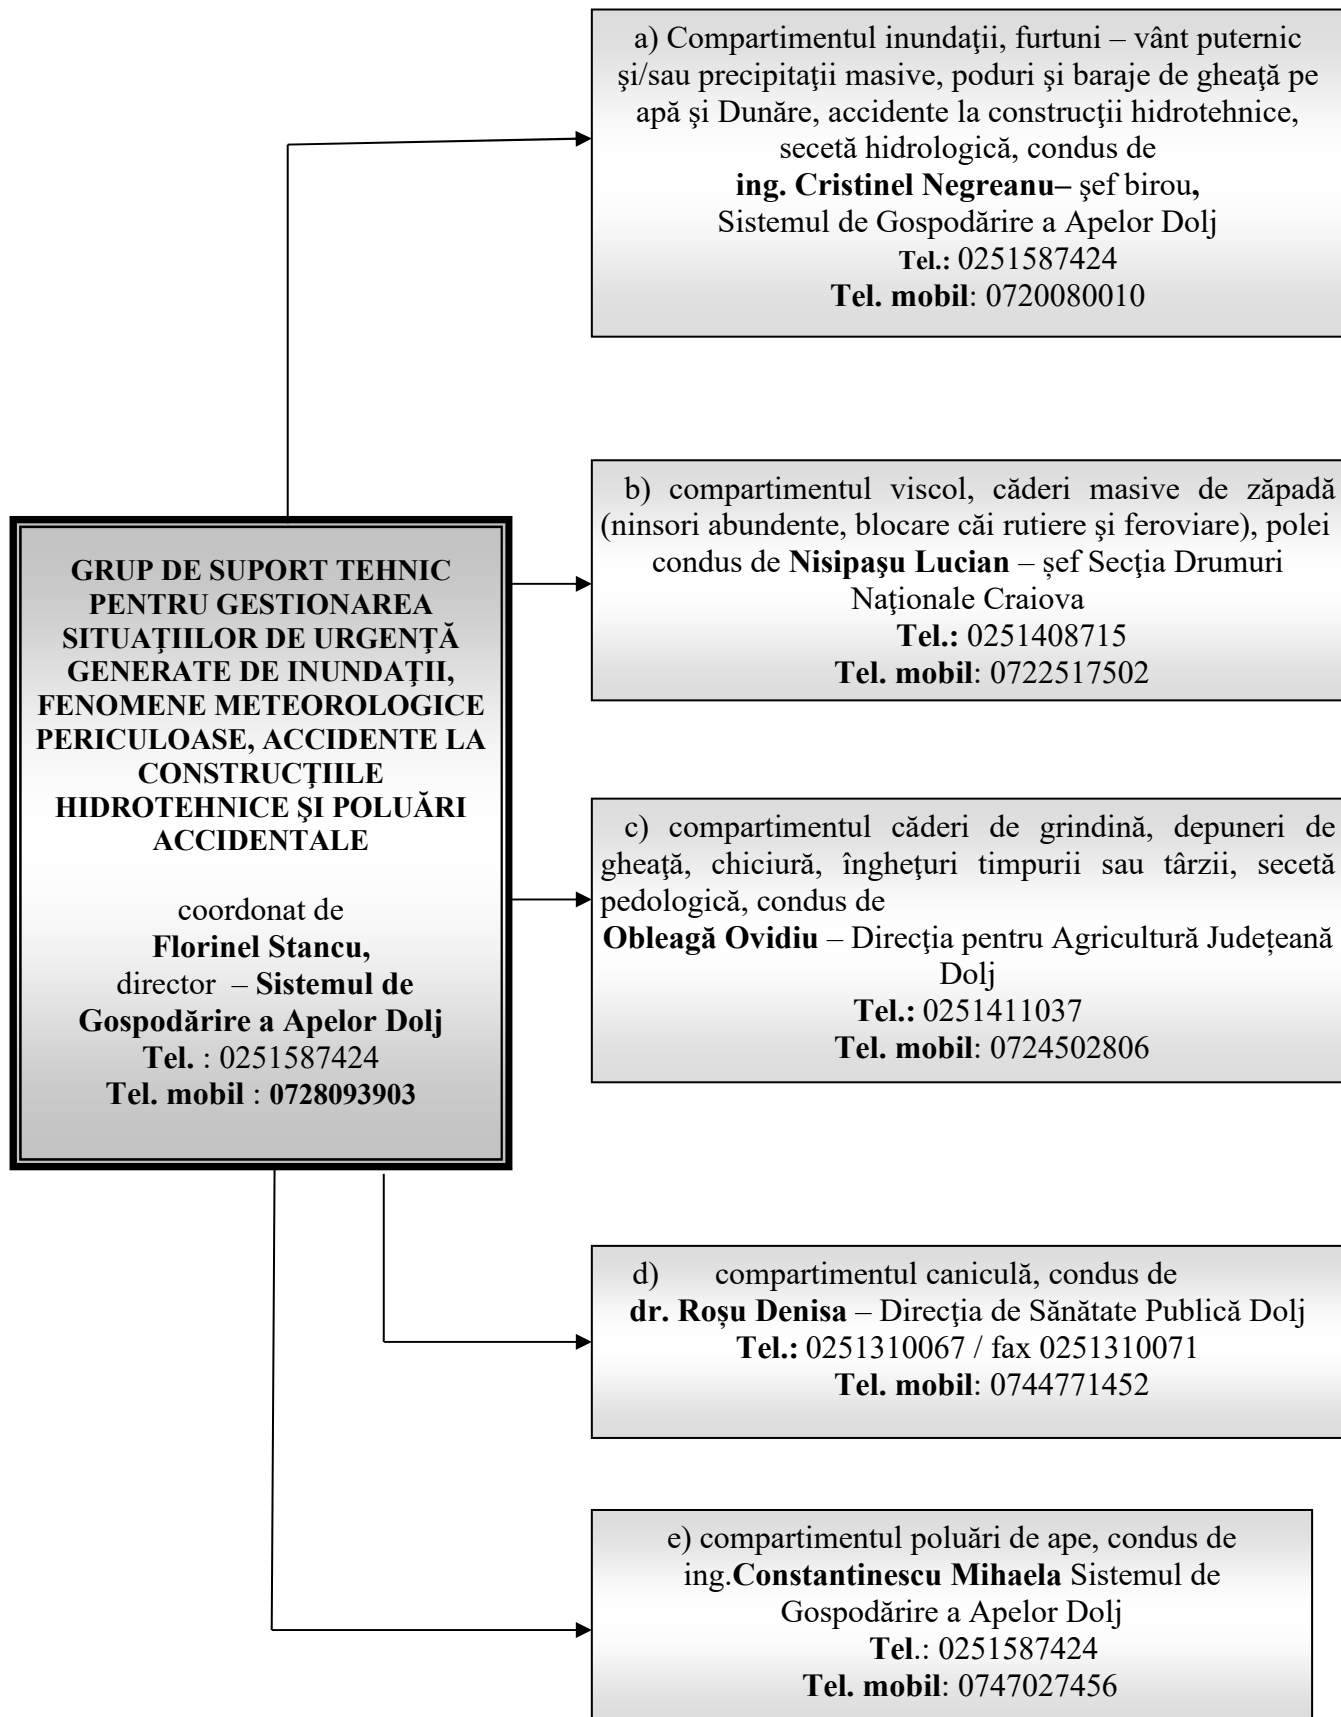 a) Compartimentul inundaţii, furtuni – vânt puternic
şi/sau precipitaţii masive, poduri şi baraje de gheaţă pe
apă şi Dunăre, accidente la construcţii hidrotehnice,
secetă hidrologică, condus de
ing. Cristinel Negreanu– şef birou,
Sistemul de Gospodărire a Apelor Dolj
Tel.: 0251587424
Tel. mobil: 0720080010
b) compartimentul viscol, căderi masive de zăpadă
(ninsori abundente, blocare căi rutiere şi feroviare), polei
condus de Nisipaşu Lucian – șef Secţia Drumuri
Naţionale Craiova
Tel.: 0251408715
Tel. mobil: 0722517502
GRUP DE SUPORT TEHNIC
PENTRU GESTIONAREA
SITUAŢIILOR DE URGENŢĂ
GENERATE DE INUNDAŢII,
FENOMENE METEOROLOGICE
PERICULOASE, ACCIDENTE LA
CONSTRUCŢIILE
HIDROTEHNICE ŞI POLUĂRI
ACCIDENTALE
coordonat de
Florinel Stancu,
director – Sistemul de
Gospodărire a Apelor Dolj
Tel. : 0251587424
Tel. mobil : 0728093903
c) compartimentul căderi de grindină, depuneri de
gheaţă, chiciură, îngheţuri timpurii sau târzii, secetă
pedologică, condus de
Obleagă Ovidiu – Direcţia pentru Agricultură Județeană
Dolj
Tel.: 0251411037
Tel. mobil: 0724502806
d) compartimentul caniculă, condus de
dr. Roșu Denisa – Direcţia de Sănătate Publică Dolj
Tel.: 0251310067 / fax 0251310071
Tel. mobil: 0744771452
e) compartimentul poluări de ape, condus de
ing.Constantinescu Mihaela Sistemul de
Gospodărire a Apelor Dolj
Tel.: 0251587424
Tel. mobil: 0747027456